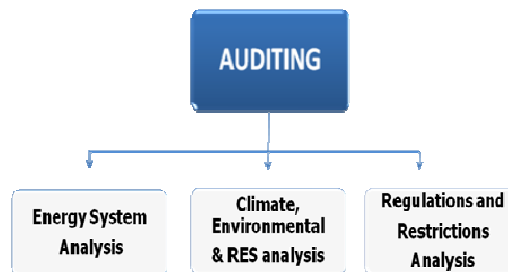 AUDITING
Energy System
Analysis
Climate,
Environmental
& RES analysis
Regulations and
Restrictions
Analysis